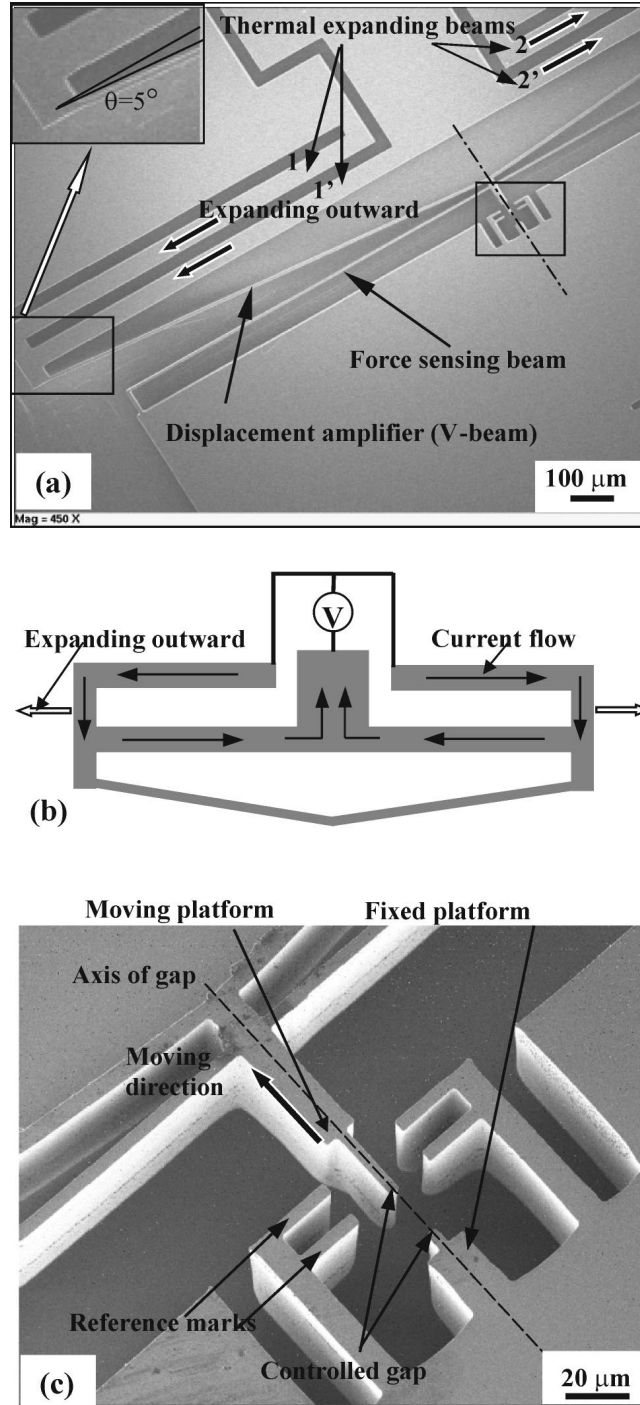 Thermal expanding beams
2
2'
θ=5°
1
1'
Expanding outward
Force sensing beam
Displacement amplifier (V-beam)
(a)
100 μm
Mag = 450 X
V
Expanding outward
Current flow
(b)
Moving platform
Fixed platform
Axis of gap
Moving
direction
Reference marks
Controlled gap
(c)
20 μm